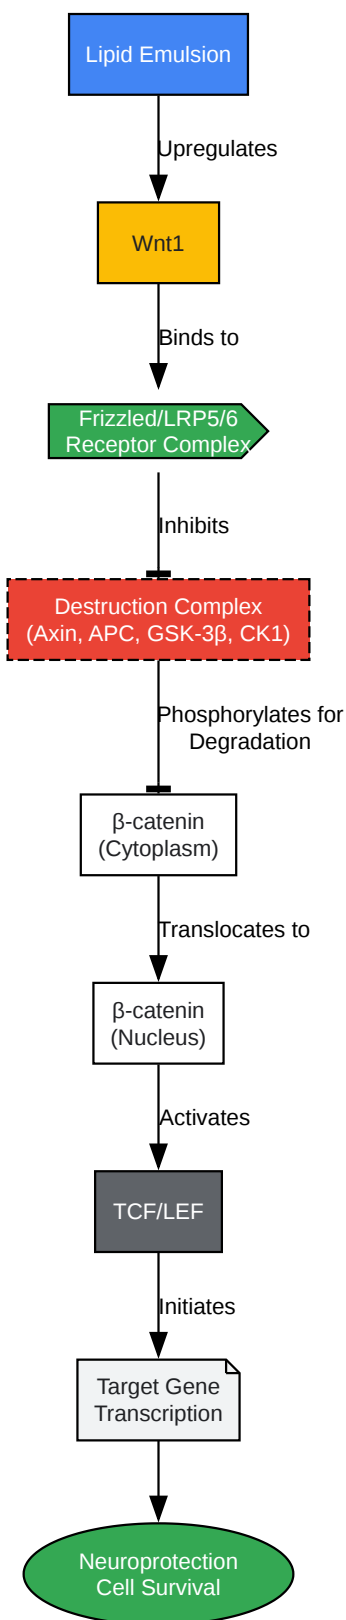 Lipid Emulsion
Upregulates
Wnt1
Binds to
Frizzled/LRP5/6
Receptor Complex
Inhibits
Destruction Complex
(Axin, APC, GSK-3β, CK1)
Phosphorylates for
Degradation
β-catenin
(Cytoplasm)
Translocates to
β-catenin
(Nucleus)
Activates
TCF/LEF
Initiates
Target Gene
Transcription
Neuroprotection
Cell Survival